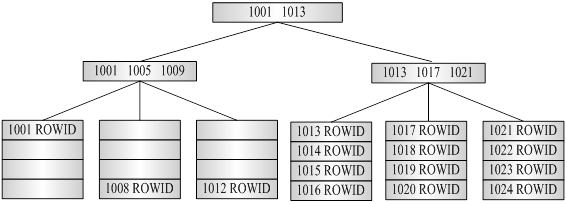 1001 1013
1001 1005 1009
1013 1017 1021
1001 ROWID
1008 ROWID
1012 ROWID
1013 ROWID
1014 ROWID
1015 ROWID
1016 ROWID
1017 ROWID
1018 ROWID
1019 ROWID
1020 ROWID
1021 ROWID
1022 ROWID
1023 ROWID
1024 ROWID